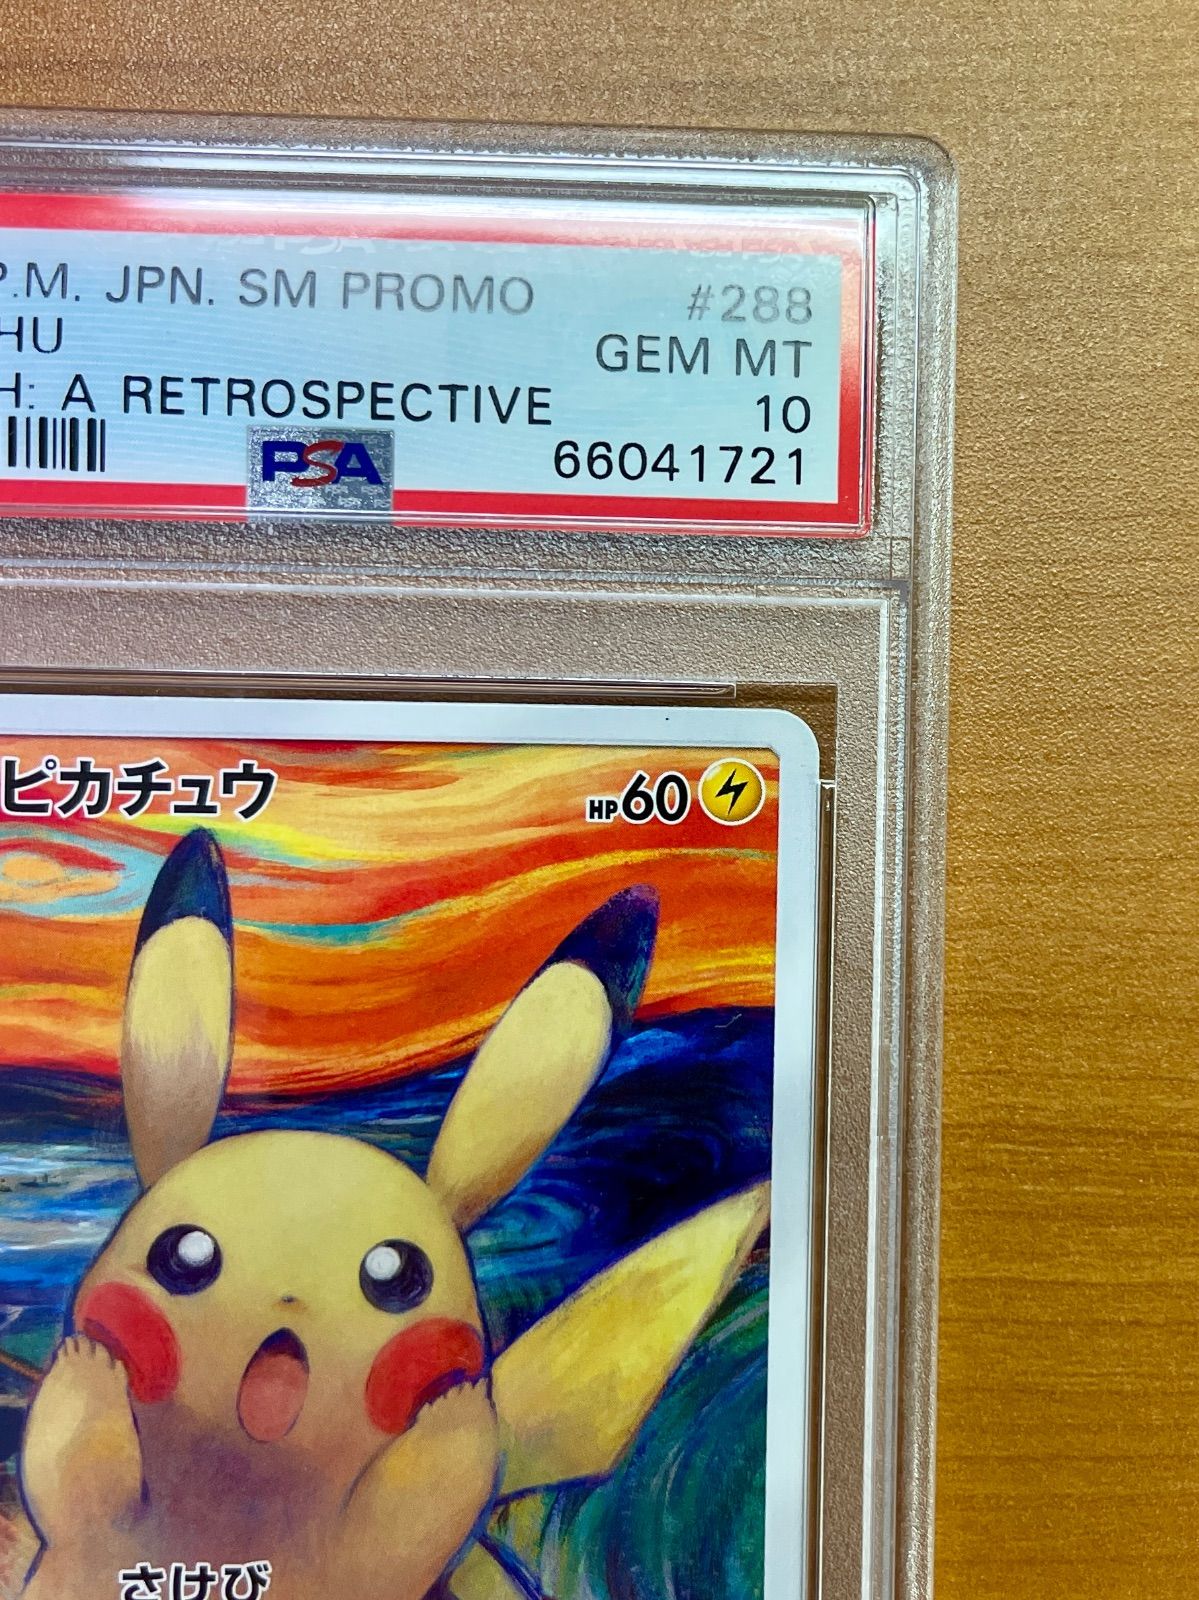 P.M. JPN. SM PROMO #288
HU GEM MT
H: A RETROSPECTIVE 10
PSA 66041721
ピカチュウ HP60
さけび